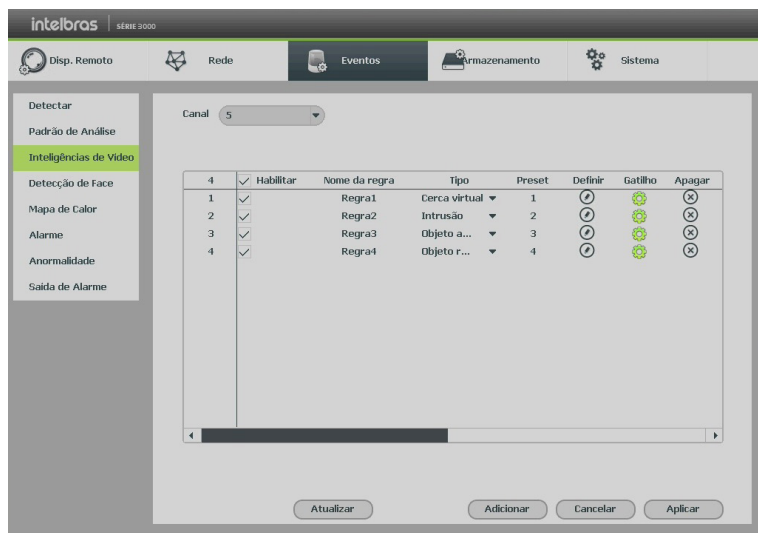 intelbras SÉRIE 3000
Disp. Remoto Rede Eventos Armazenamento Sistema
Detectar
Padrão de Análise
Inteligências de Video
Detecção de Face
Mapa de Calor
Alarme
Anormalidade
Saída de Alarme
Canal 5
4 Habilitar Nome da regra Tipo Preset Definir Gatilho Apagar
1 Regra1 Cerca virtual 1
2 Regra2 Intrusão 2
3 Regra3 Objeto a... 3
4 Regra4 Objeto r... 4
Atualizar Adicionar Cancelar Aplicar